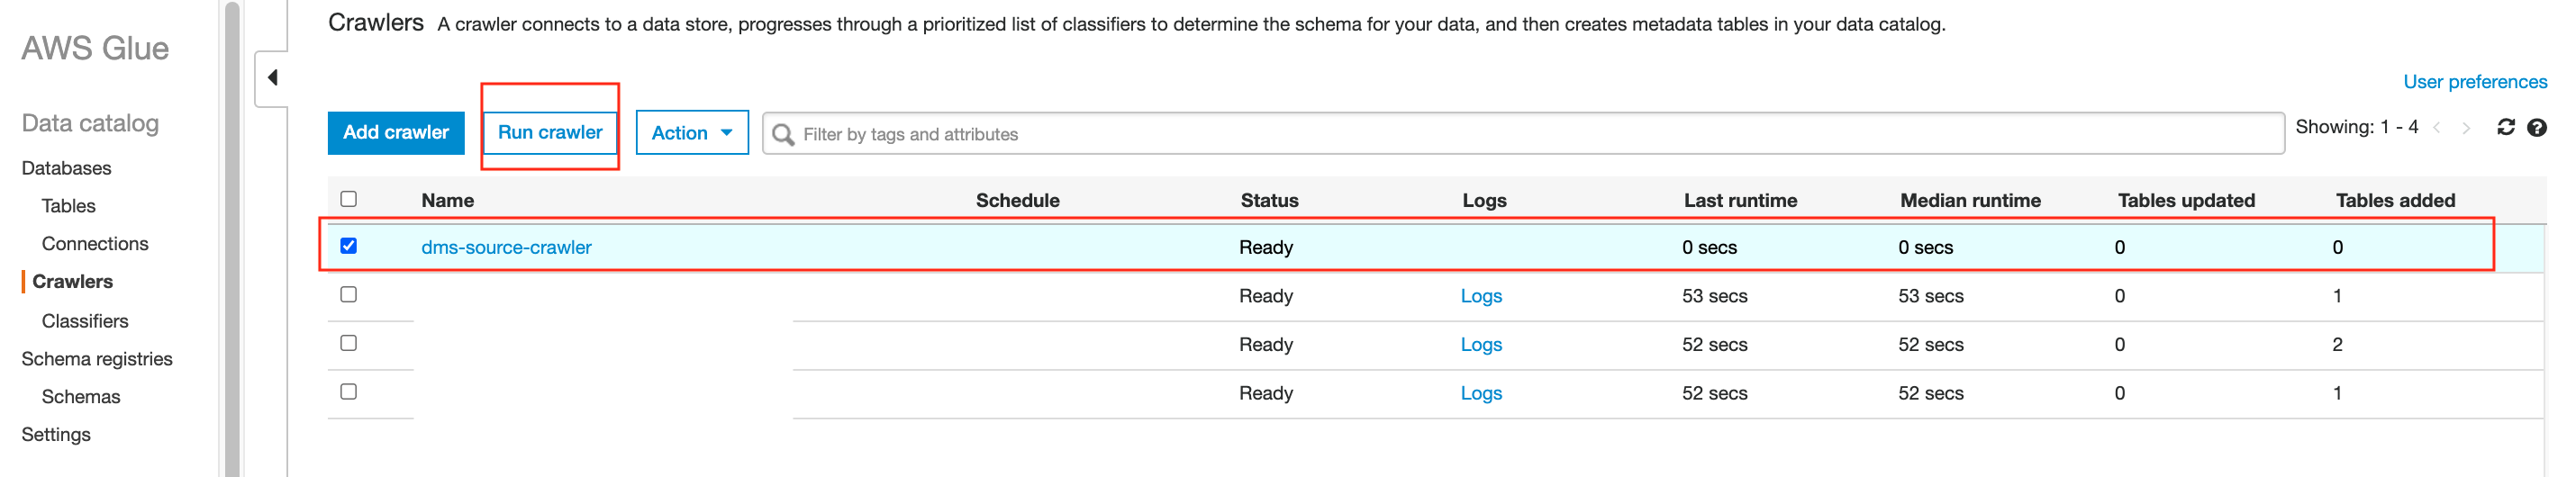 AWS Glue
Data catalog
Databases
Tables
Connections
Crawlers
Classifiers
Schema registries
Schemas
Settings
Crawlers A crawler connects to a data store, progresses through a prioritized list of classifiers to determine the schema for your data, and then creates metadata tables in your data catalog.
User preferences
Add crawler Run crawler Action Filter by tags and attributes Showing: 1 - 4
Name Schedule Status Logs Last runtime Median runtime Tables updated Tables added
dms-source-crawler Ready 0 secs 0 secs 0 0
Ready Logs 53 secs 53 secs 0 1
Ready Logs 52 secs 52 secs 0 2
Ready Logs 52 secs 52 secs 0 1